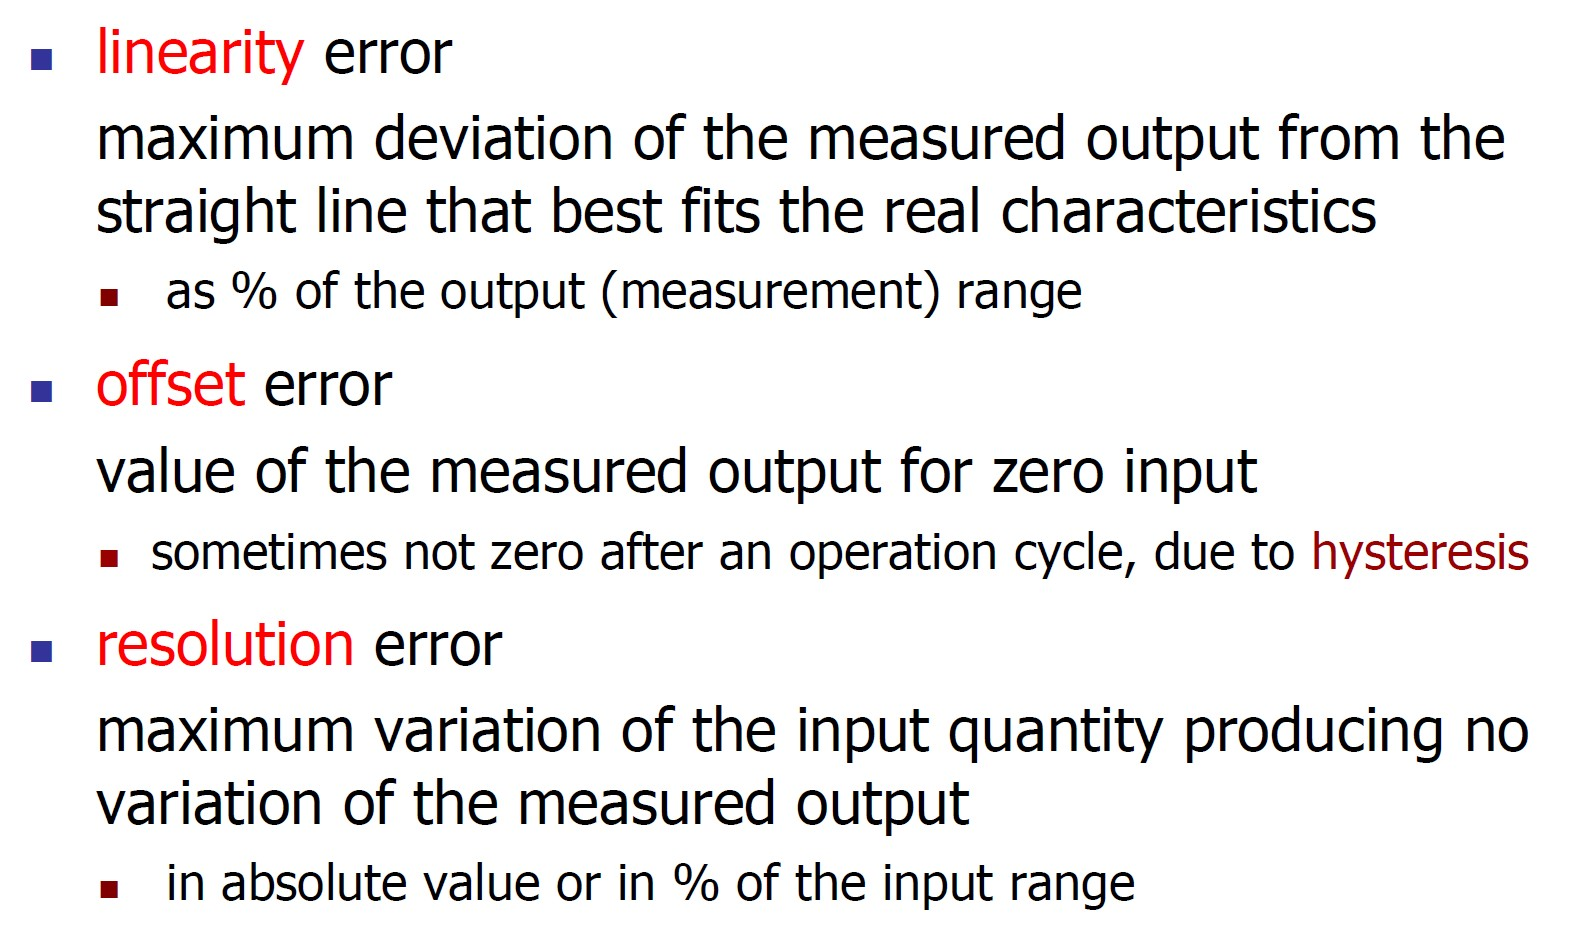 linearity error
maximum deviation of the measured output from the
straight line that best fits the real characteristics
as % of the output (measurement) range
offset error
value of the measured output for zero input
sometimes not zero after an operation cycle, due to hysteresis
resolution error
maximum variation of the input quantity producing no
variation of the measured output
in absolute value or in % of the input range